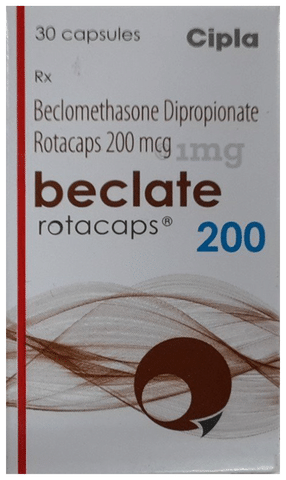 30 capsules
Cipla
Rx
Beclomethasone Dipropionate
Rotacaps 200 mcg
1mg
beclate
rotacaps®
200